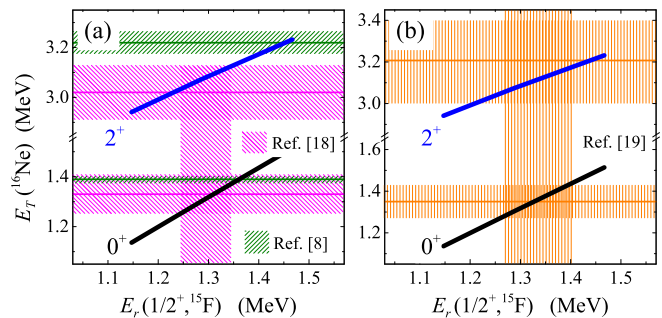 (a)
(b)
3.2
3.0
1.4
1.2
E_T(¹⁶Ne) (MeV)
2⁺
0⁺
Ref. [18]
Ref. [8]
1.1 1.2 1.3 1.4 1.5
E_r(1/2⁺,¹⁵F) (MeV)
3.4
3.2
3.0
1.4
1.2
2⁺
0⁺
Ref. [19]
1.1 1.2 1.3 1.4 1.5
E_r(1/2⁺,¹⁵F) (MeV)